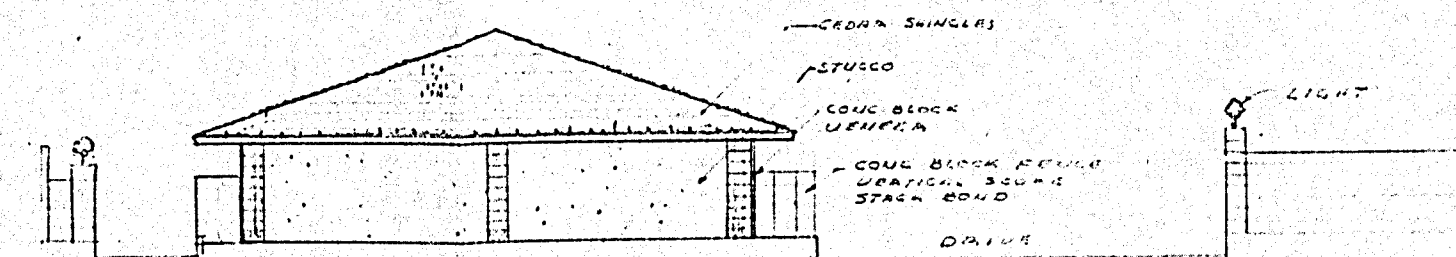 CEDAR SHINGLES
STUCCO
CONC BLOCK
VENEER
LIGHT
CONC BLOCK FENCE
VERTICAL SCORE
STACK BOND
DRIVE